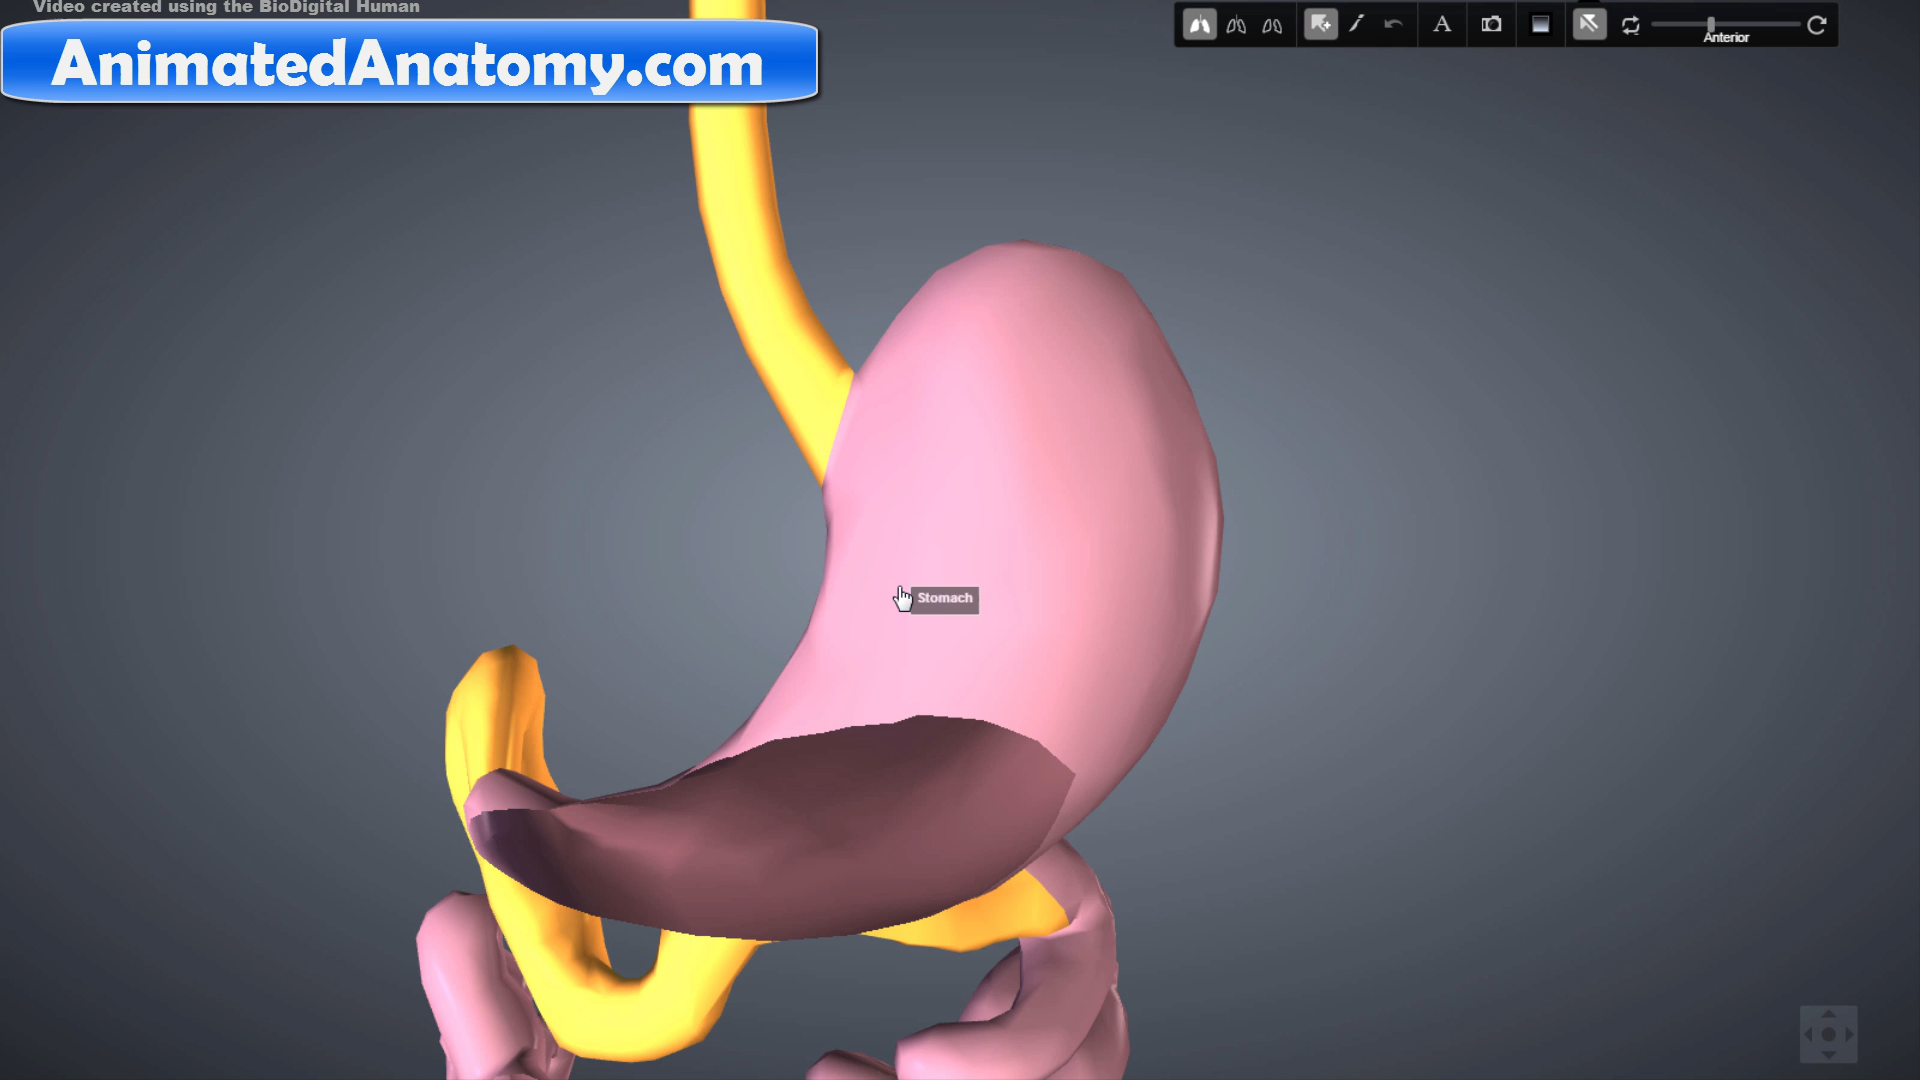 Video created using the BioDigital Human
AnimatedAnatomy.com
A
Anterior
Stomach